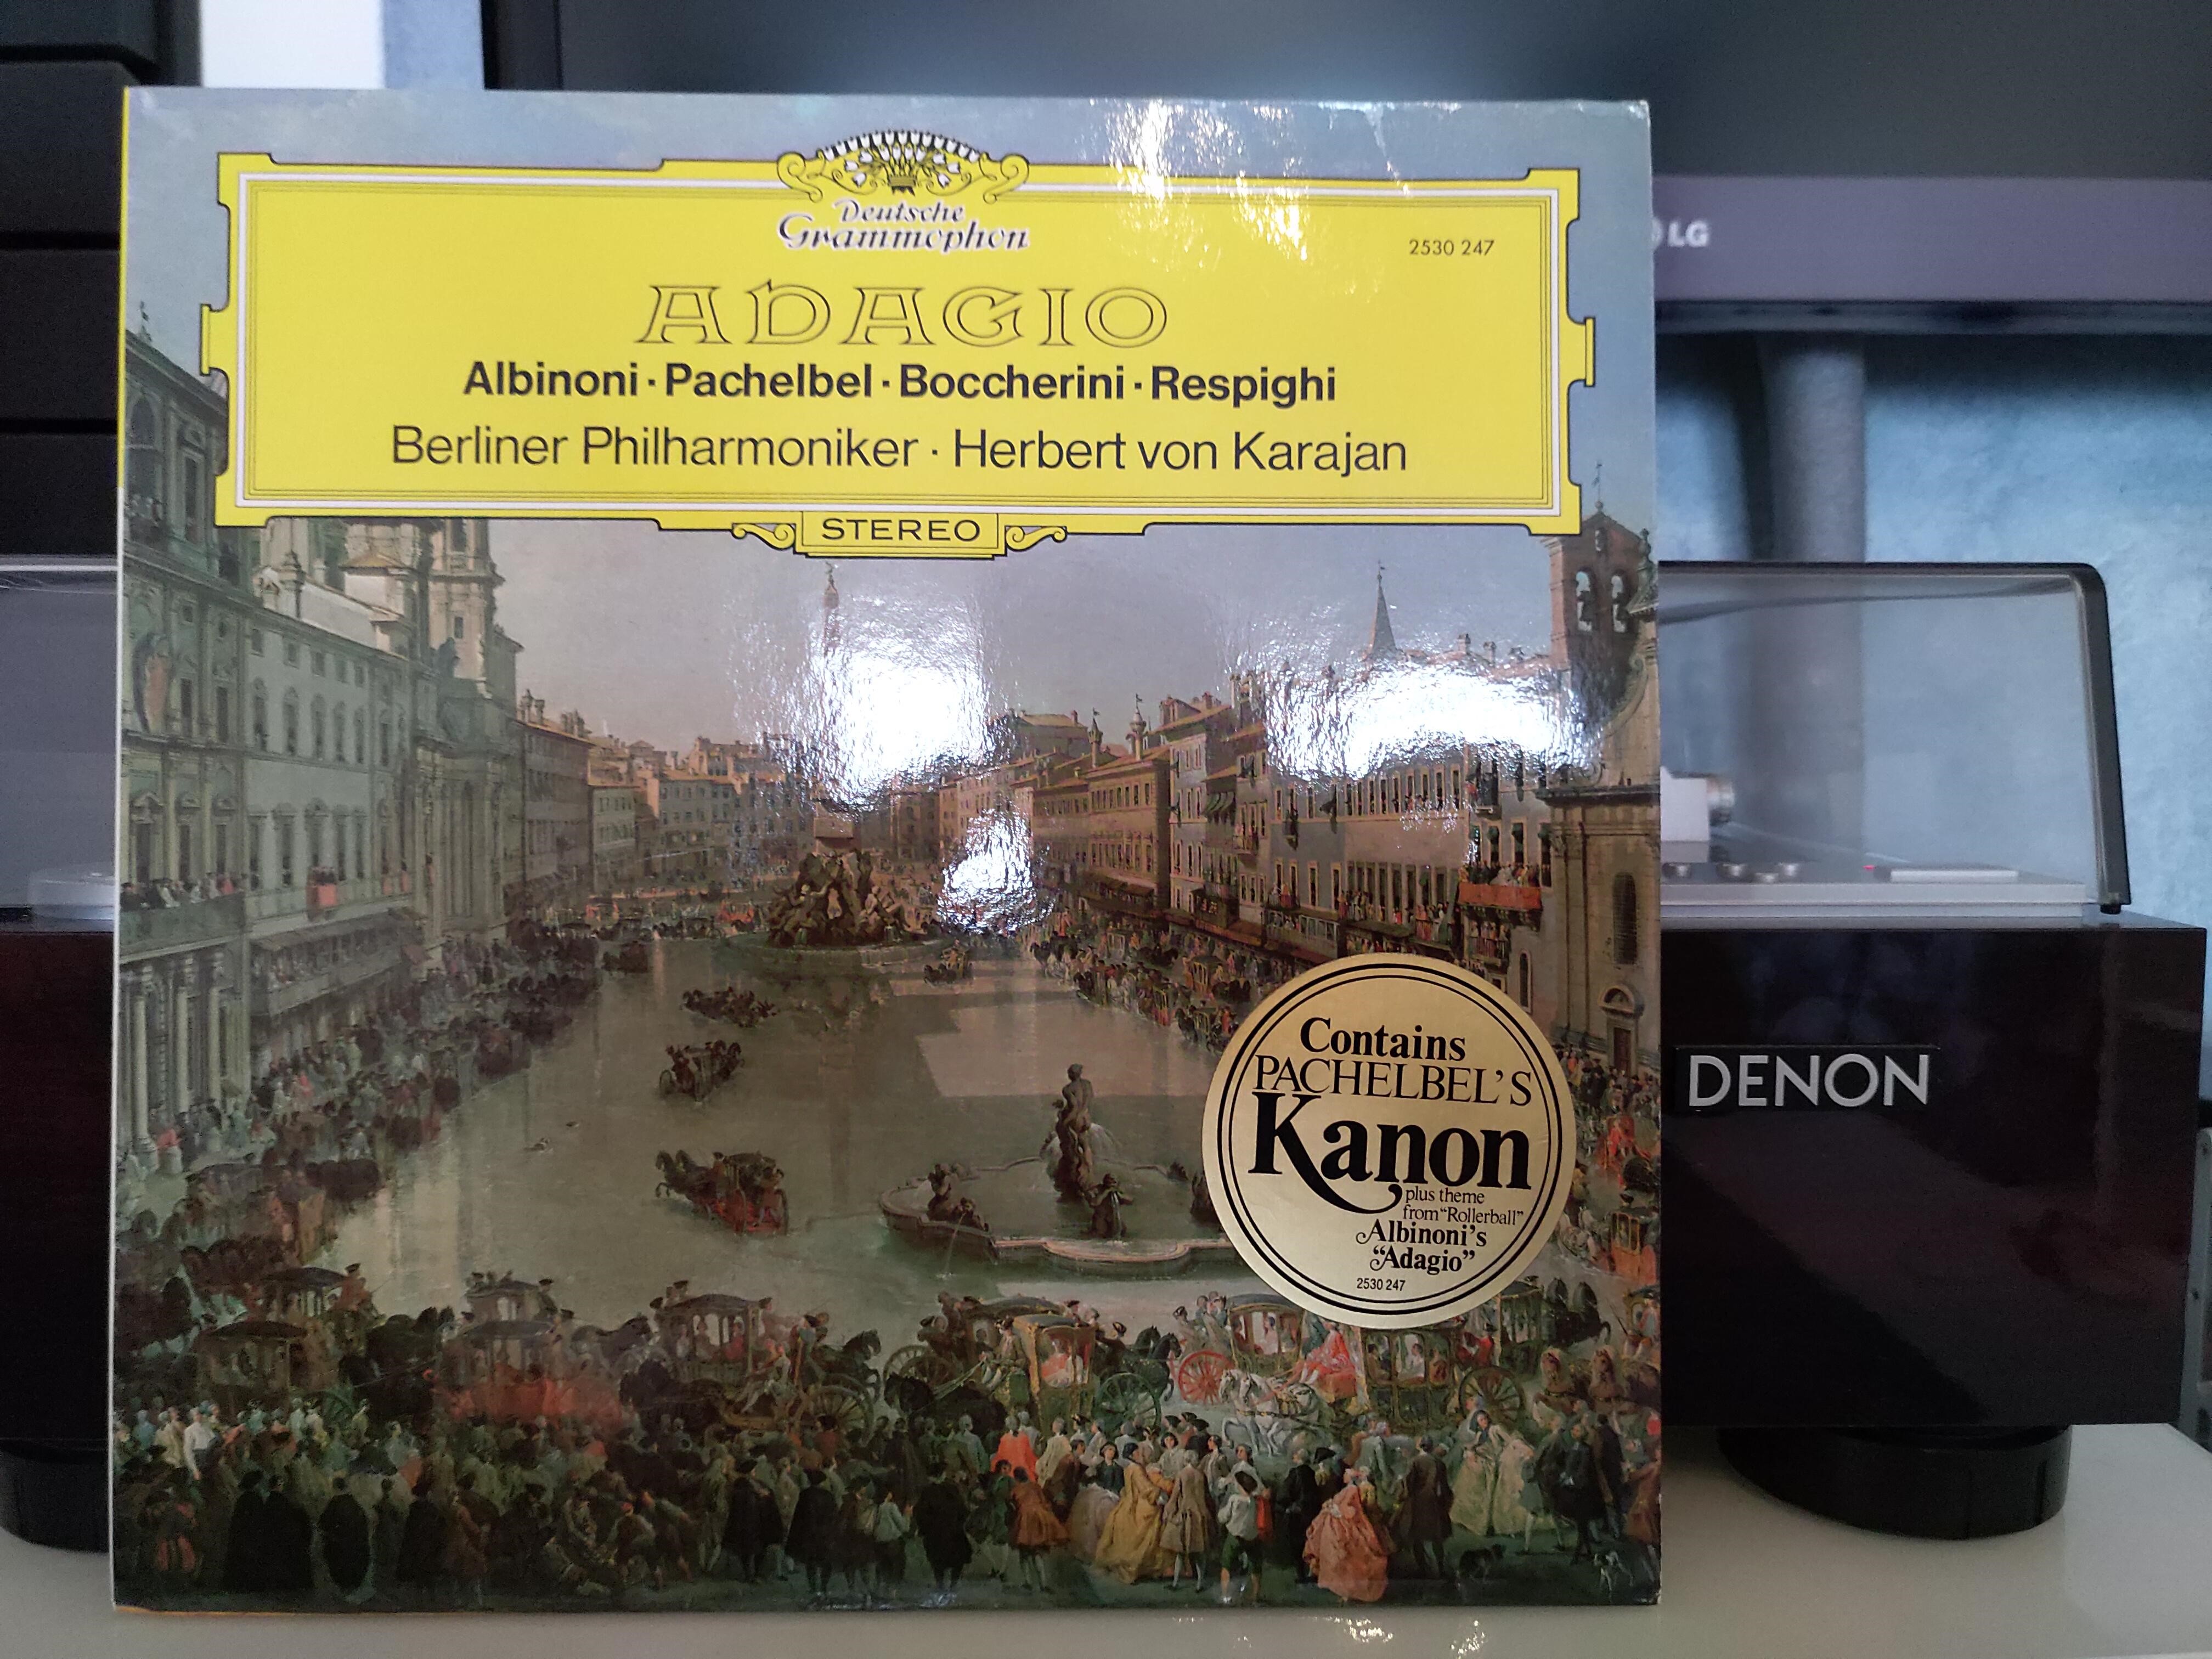 Deutsche
Grammophon
2530 247
ADAGIO
Albinoni · Pachelbel · Boccherini · Respighi
Berliner Philharmoniker · Herbert von Karajan
STEREO
LG
Contains
PACHELBEL'S
Kanon
plus theme
from "Rollerball"
Albinoni's
"Adagio"
2530 247
DENON